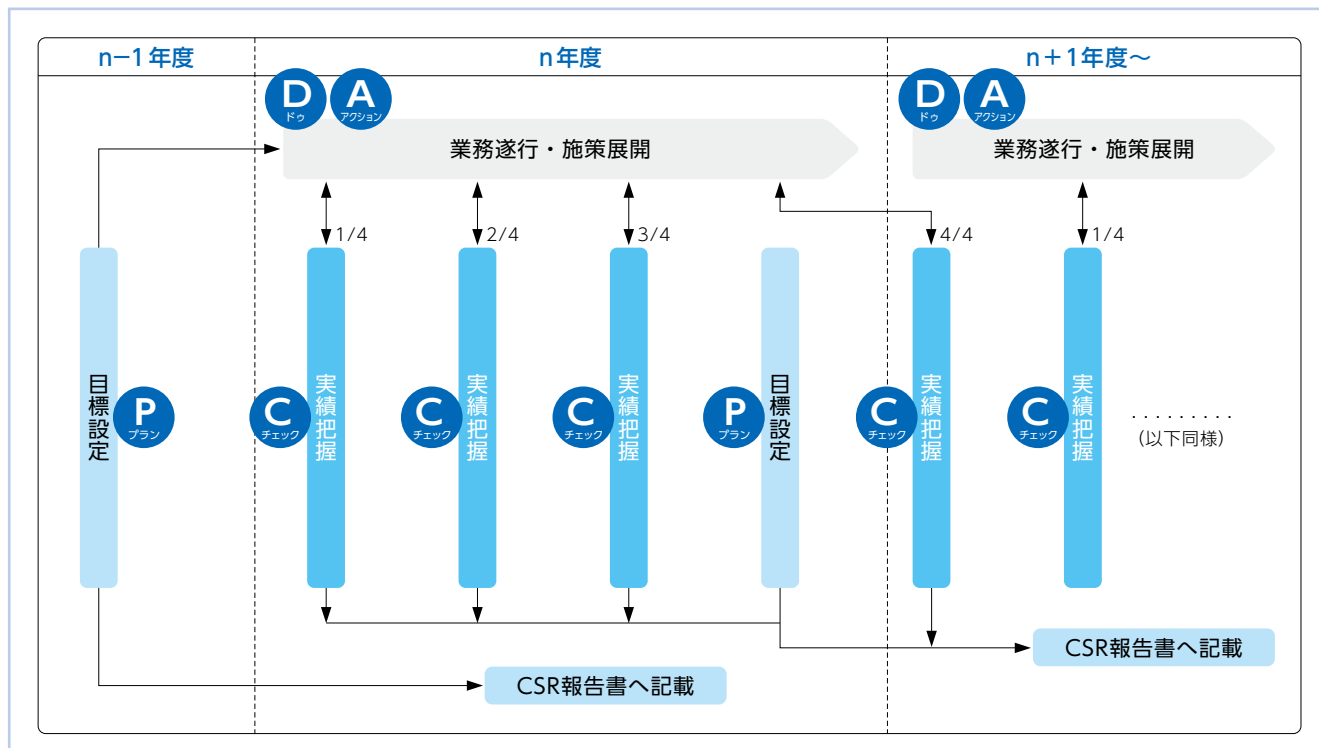 n−1年度
n年度
n+1年度～
D
ドゥ
A
アクション
業務遂行・施策展開
D
ドゥ
A
アクション
業務遂行・施策展開
1/4
2/4
3/4
4/4
1/4
目標設定
P
プラン
C
チェック
実績把握
C
チェック
実績把握
C
チェック
実績把握
P
プラン
目標設定
C
チェック
実績把握
C
チェック
実績把握
·········
(以下同様)
CSR報告書へ記載
CSR報告書へ記載